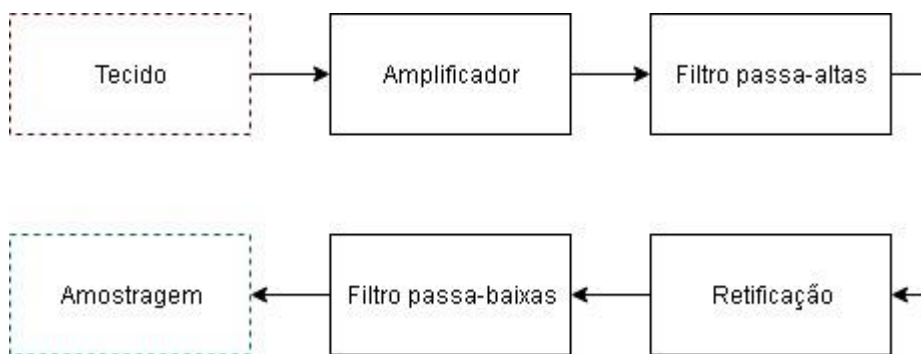 Tecido
Amplificador
Filtro passa-altas
Amostragem
Filtro passa-baixas
Retificação